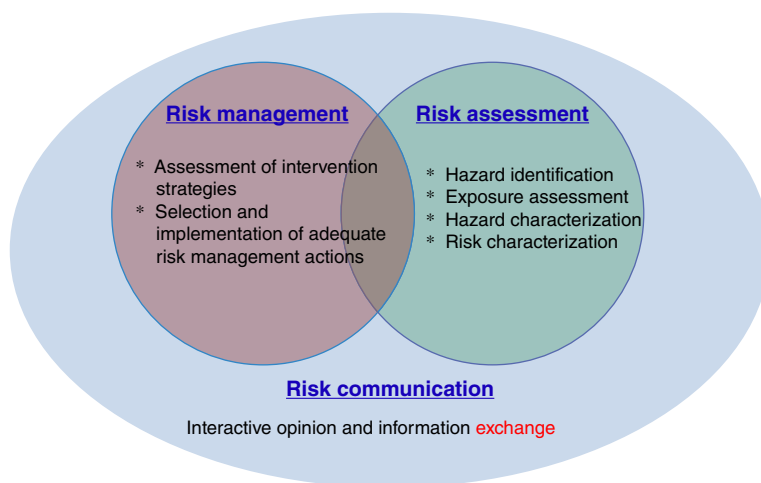 Risk management
* Assessment of intervention
strategies
* Selection and
implementation of adequate
risk management actions
Risk assessment
* Hazard identification
* Exposure assessment
* Hazard characterization
* Risk characterization
Risk communication
Interactive opinion and information exchange